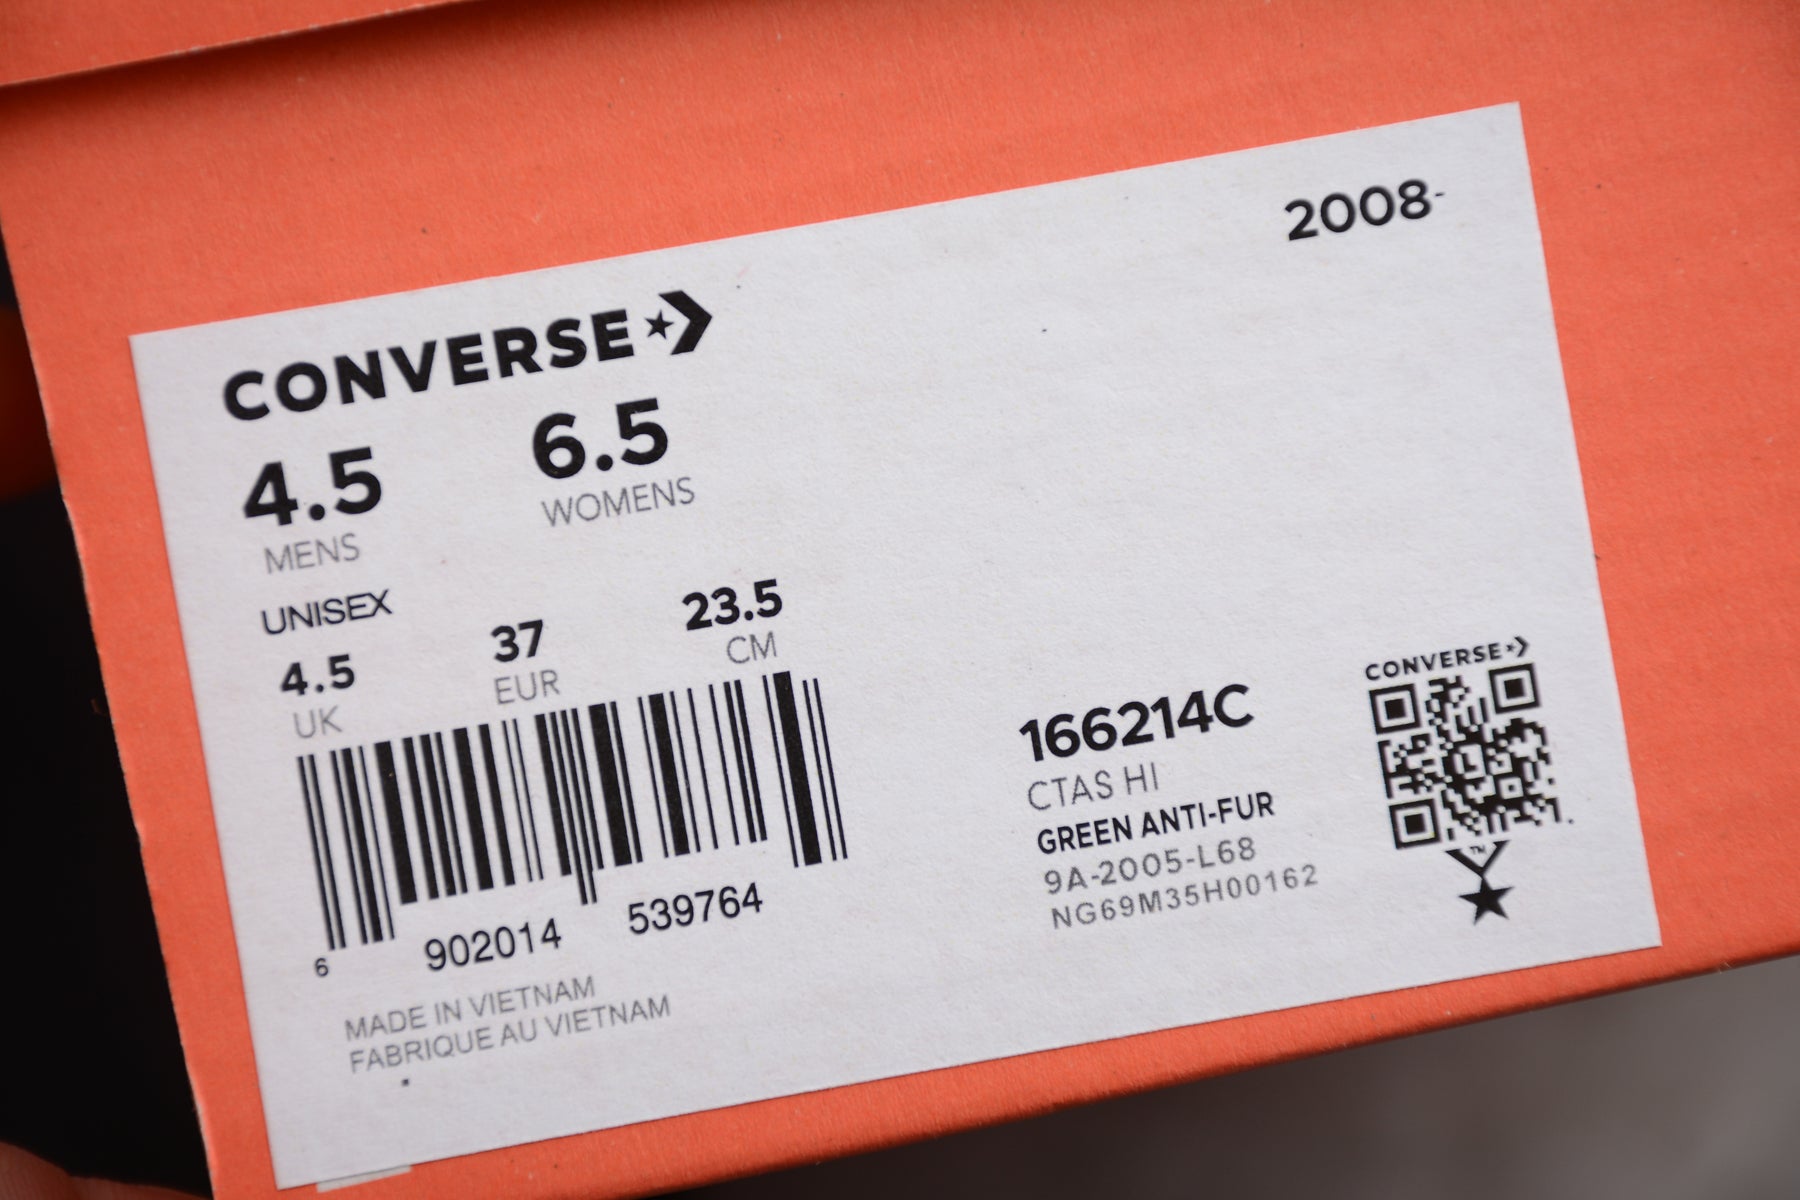 2008-
CONVERSE
4.5 6.5
MENS WOMENS
UNISEX
4.5 37 23.5
UK EUR CM
6 902014 539764
MADE IN VIETNAM
FABRIQUE AU VIETNAM
166214C
CTAS HI
GREEN ANTI-FUR
9A-2005-L68
NG69M35H00162
CONVERSE
TM